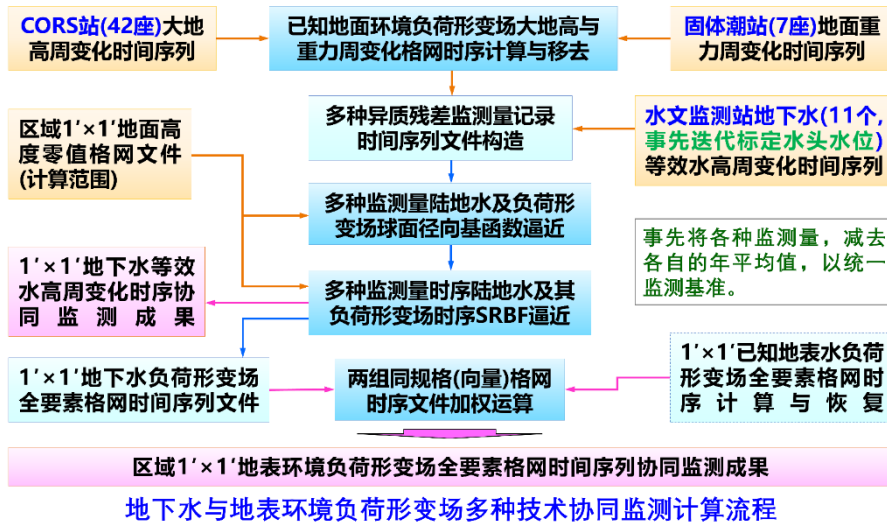 CORS站(42座)大地
高周变化时间序列
已知地面环境负荷形变场大地高与
重力周变化格网时序计算与移去
固体潮站(7座)地面重
力周变化时间序列
多种异质残差监测量记录
时间序列文件构造
水文监测站地下水(11个,
事先迭代标定水头水位)
等效水高周变化时间序列
区域1′×1′地面高
度零值格网文件
(计算范围)
多种监测量陆地水及负荷形
变场球面径向基函数逼近
事先将各种监测量，减去
各自的年平均值，以统一
监测基准。
1′×1′地下水等效
水高周变化时序协
同监测成果
多种监测量时序陆地水及其
负荷形变场时序SRBF逼近
1′×1′地下水负荷形变场
全要素格网时间序列文件
两组同规格(向量)格网
时序文件加权运算
1′×1′已知地表水负荷
形变场全要素格网时
序计算与恢复
区域1′×1′地表环境负荷形变场全要素格网时间序列协同监测成果
地下水与地表环境负荷形变场多种技术协同监测计算流程